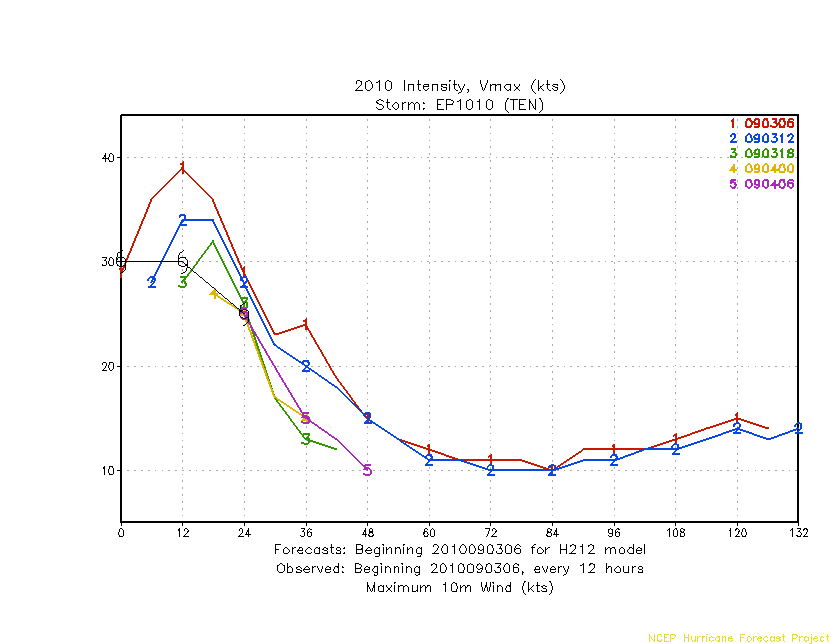 2010 Intensity, Vmax (kts)
Storm: EP1010 (TEN)
1 090306
2 090312
3 090318
4 090400
5 090406
40
30
20
10
0 12 24 36 48 60 72 84 96 108 120 132
Forecasts: Beginning 2010090306 for H212 model
Observed: Beginning 2010090306, every 12 hours
Maximum 10m Wind (kts)
NCEP Hurricane Forecast Project